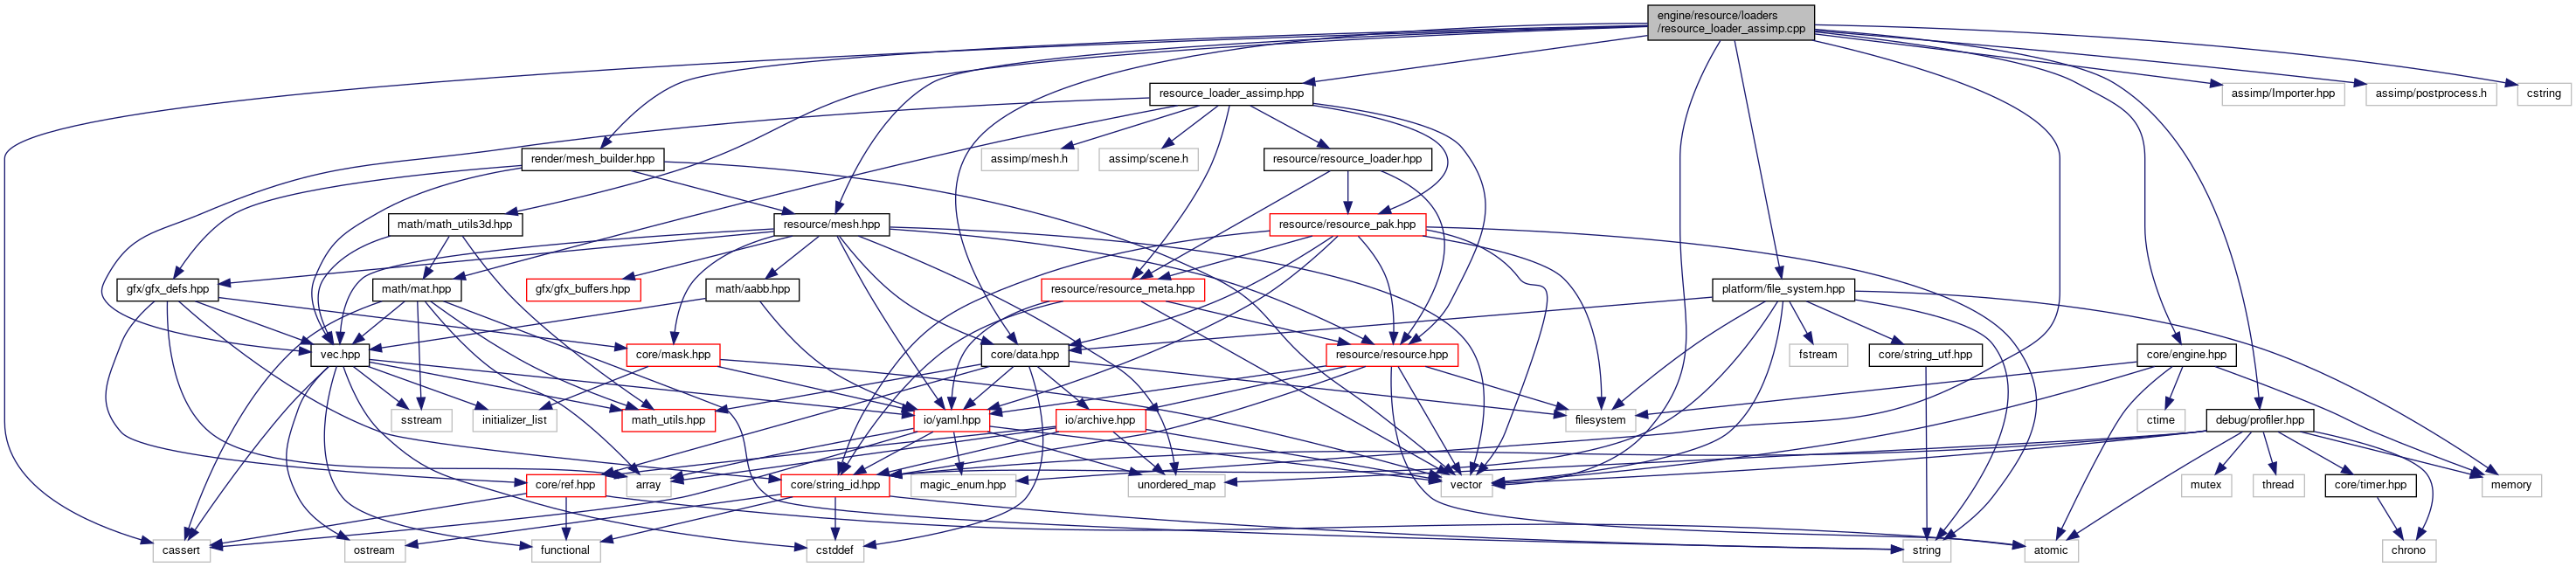 engine/resource/loaders
/resource_loader_assimp.cpp
resource_loader_assimp.hpp
assimp/Importer.hpp
assimp/postprocess.h
cstring
render/mesh_builder.hpp
assimp/mesh.h
assimp/scene.h
resource/resource_loader.hpp
math/math_utils3d.hpp
resource/mesh.hpp
resource/resource_pak.hpp
gfx/gfx_defs.hpp
math/mat.hpp
gfx/gfx_buffers.hpp
math/aabb.hpp
resource/resource_meta.hpp
platform/file_system.hpp
vec.hpp
core/mask.hpp
core/data.hpp
resource/resource.hpp
fstream
core/string_utf.hpp
core/engine.hpp
sstream
initializer_list
math_utils.hpp
io/yaml.hpp
io/archive.hpp
filesystem
ctime
debug/profiler.hpp
core/ref.hpp
array
core/string_id.hpp
magic_enum.hpp
unordered_map
vector
mutex
thread
core/timer.hpp
memory
cassert
ostream
functional
cstddef
string
atomic
chrono